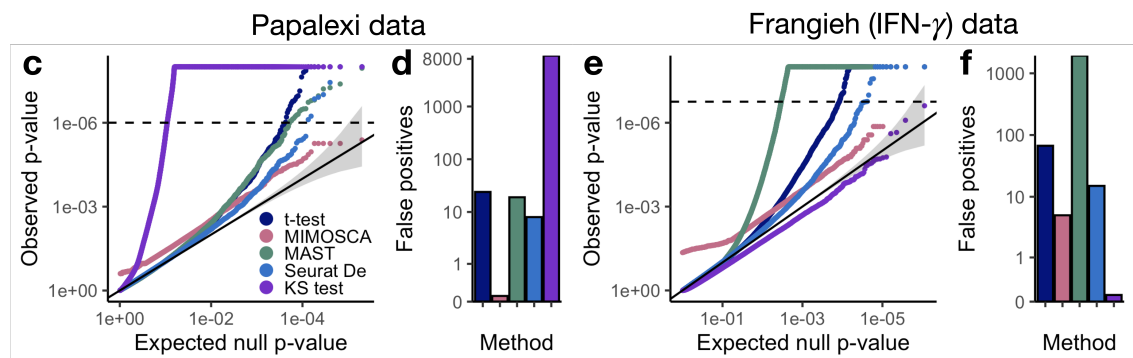 Papalexi data
Frangieh (IFN-γ) data
c
Observed p-value
1e-06
1e-03
1e+00
1e+00
1e-02
1e-04
Expected null p-value
t-test
MIMOSCA
MAST
Seurat De
KS test
d
False positives
8000
1000
100
10
1
0
Method
e
Observed p-value
1e-06
1e-03
1e+00
1e-01
1e-03
1e-05
Expected null p-value
f
False positives
1000
100
10
1
0
Method